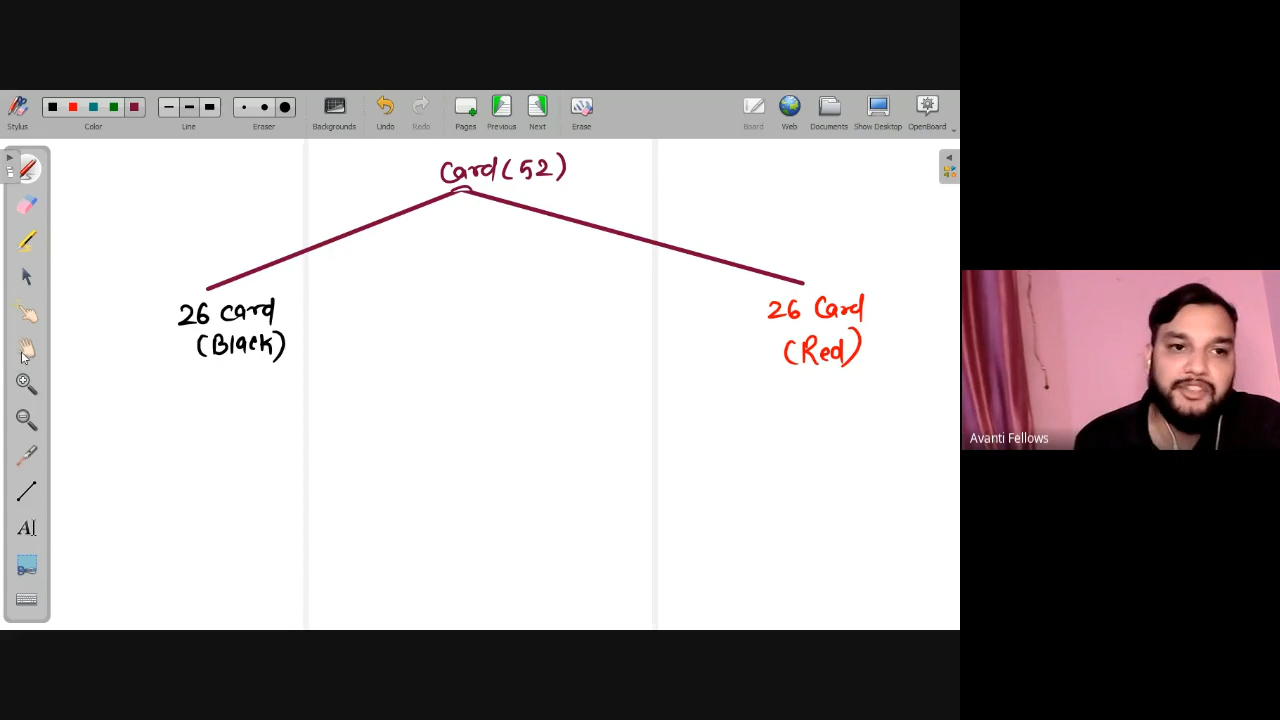 Stylus
Color
Line
Eraser
Backgrounds
Undo
Redo
Pages
Previous
Next
Erase
Board
Web
Documents
Show Desktop
OpenBoard
Card (52)
26 Card
(Black)
26 Card
(Red)
AI
Avanti Fellows